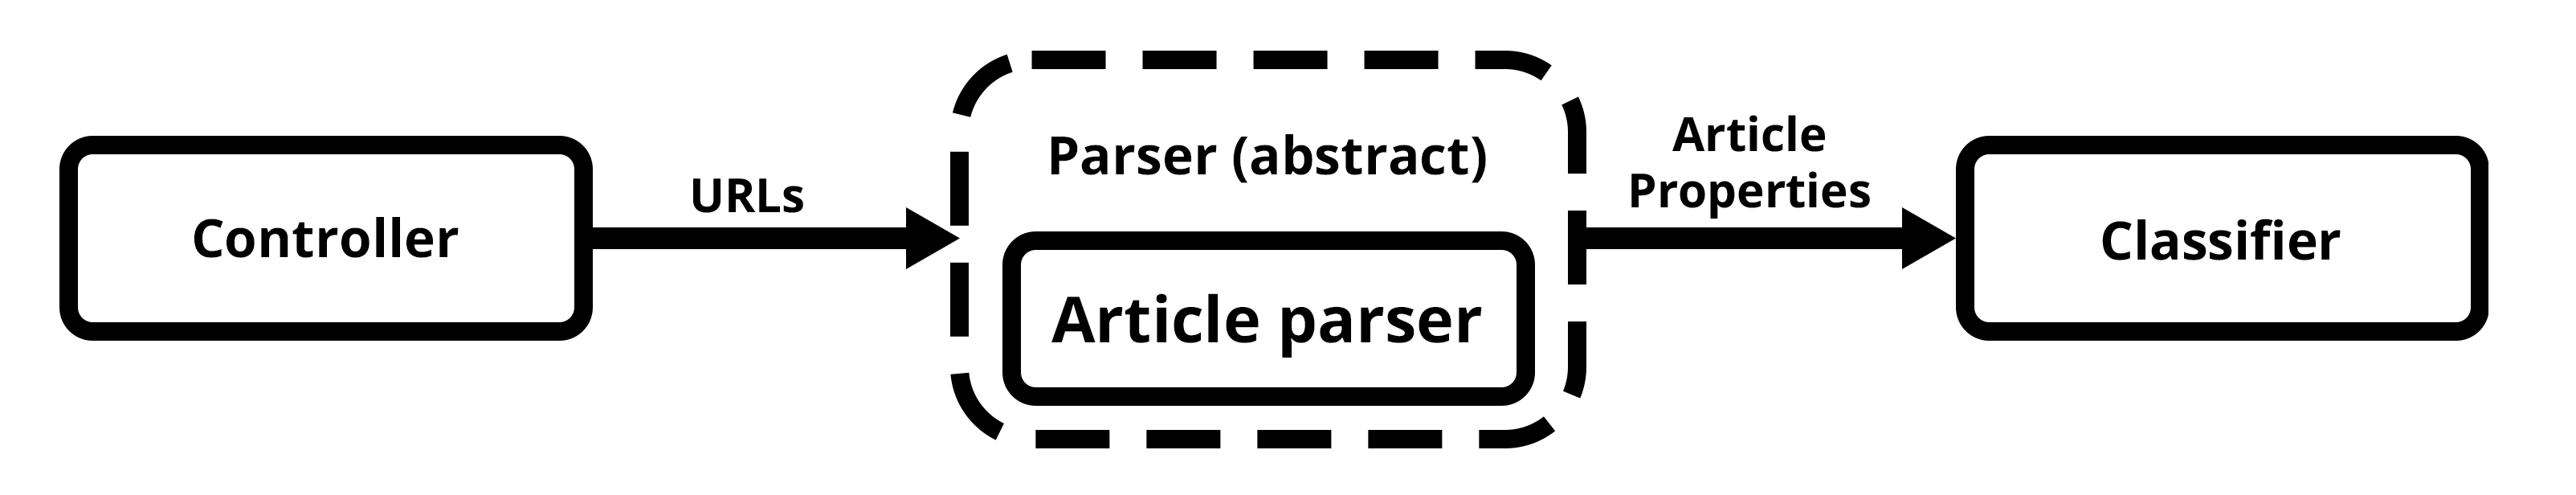 Controller
URLs
Parser (abstract)
Article parser
Article
Properties
Classifier